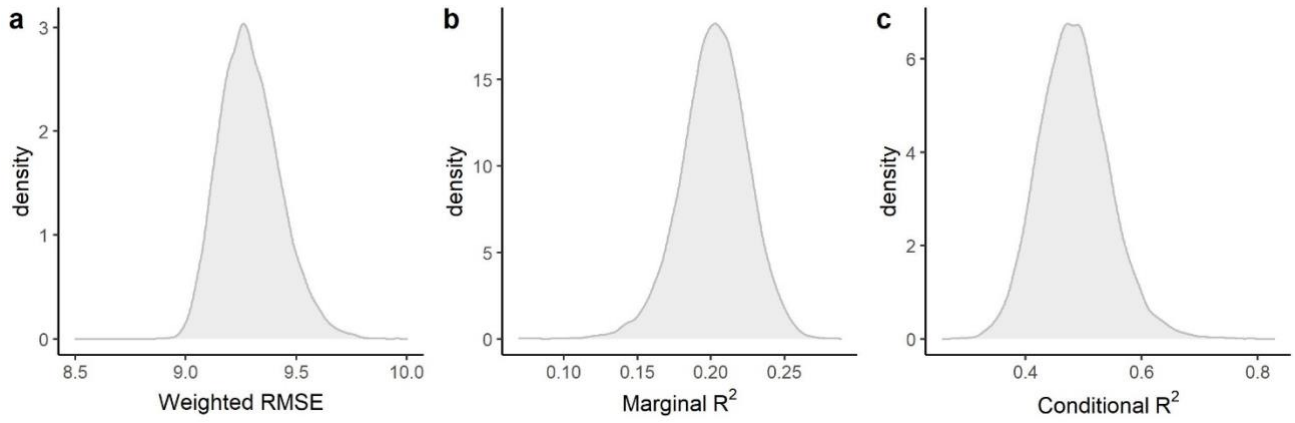 a
density
3
2
1
0
8.5 9.0 9.5 10.0
Weighted RMSE
b
density
15
10
5
0
0.10 0.15 0.20 0.25
Marginal R²
c
density
6
4
2
0
0.4 0.6 0.8
Conditional R²